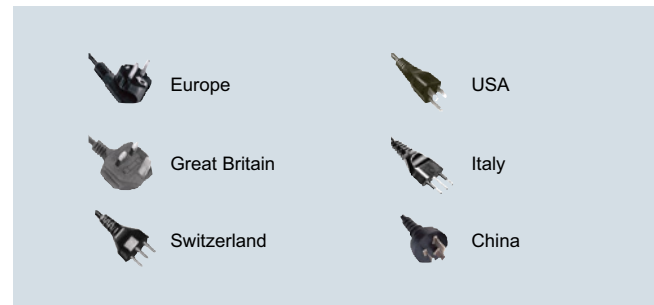 Europe
USA
Great Britain
Italy
Switzerland
China